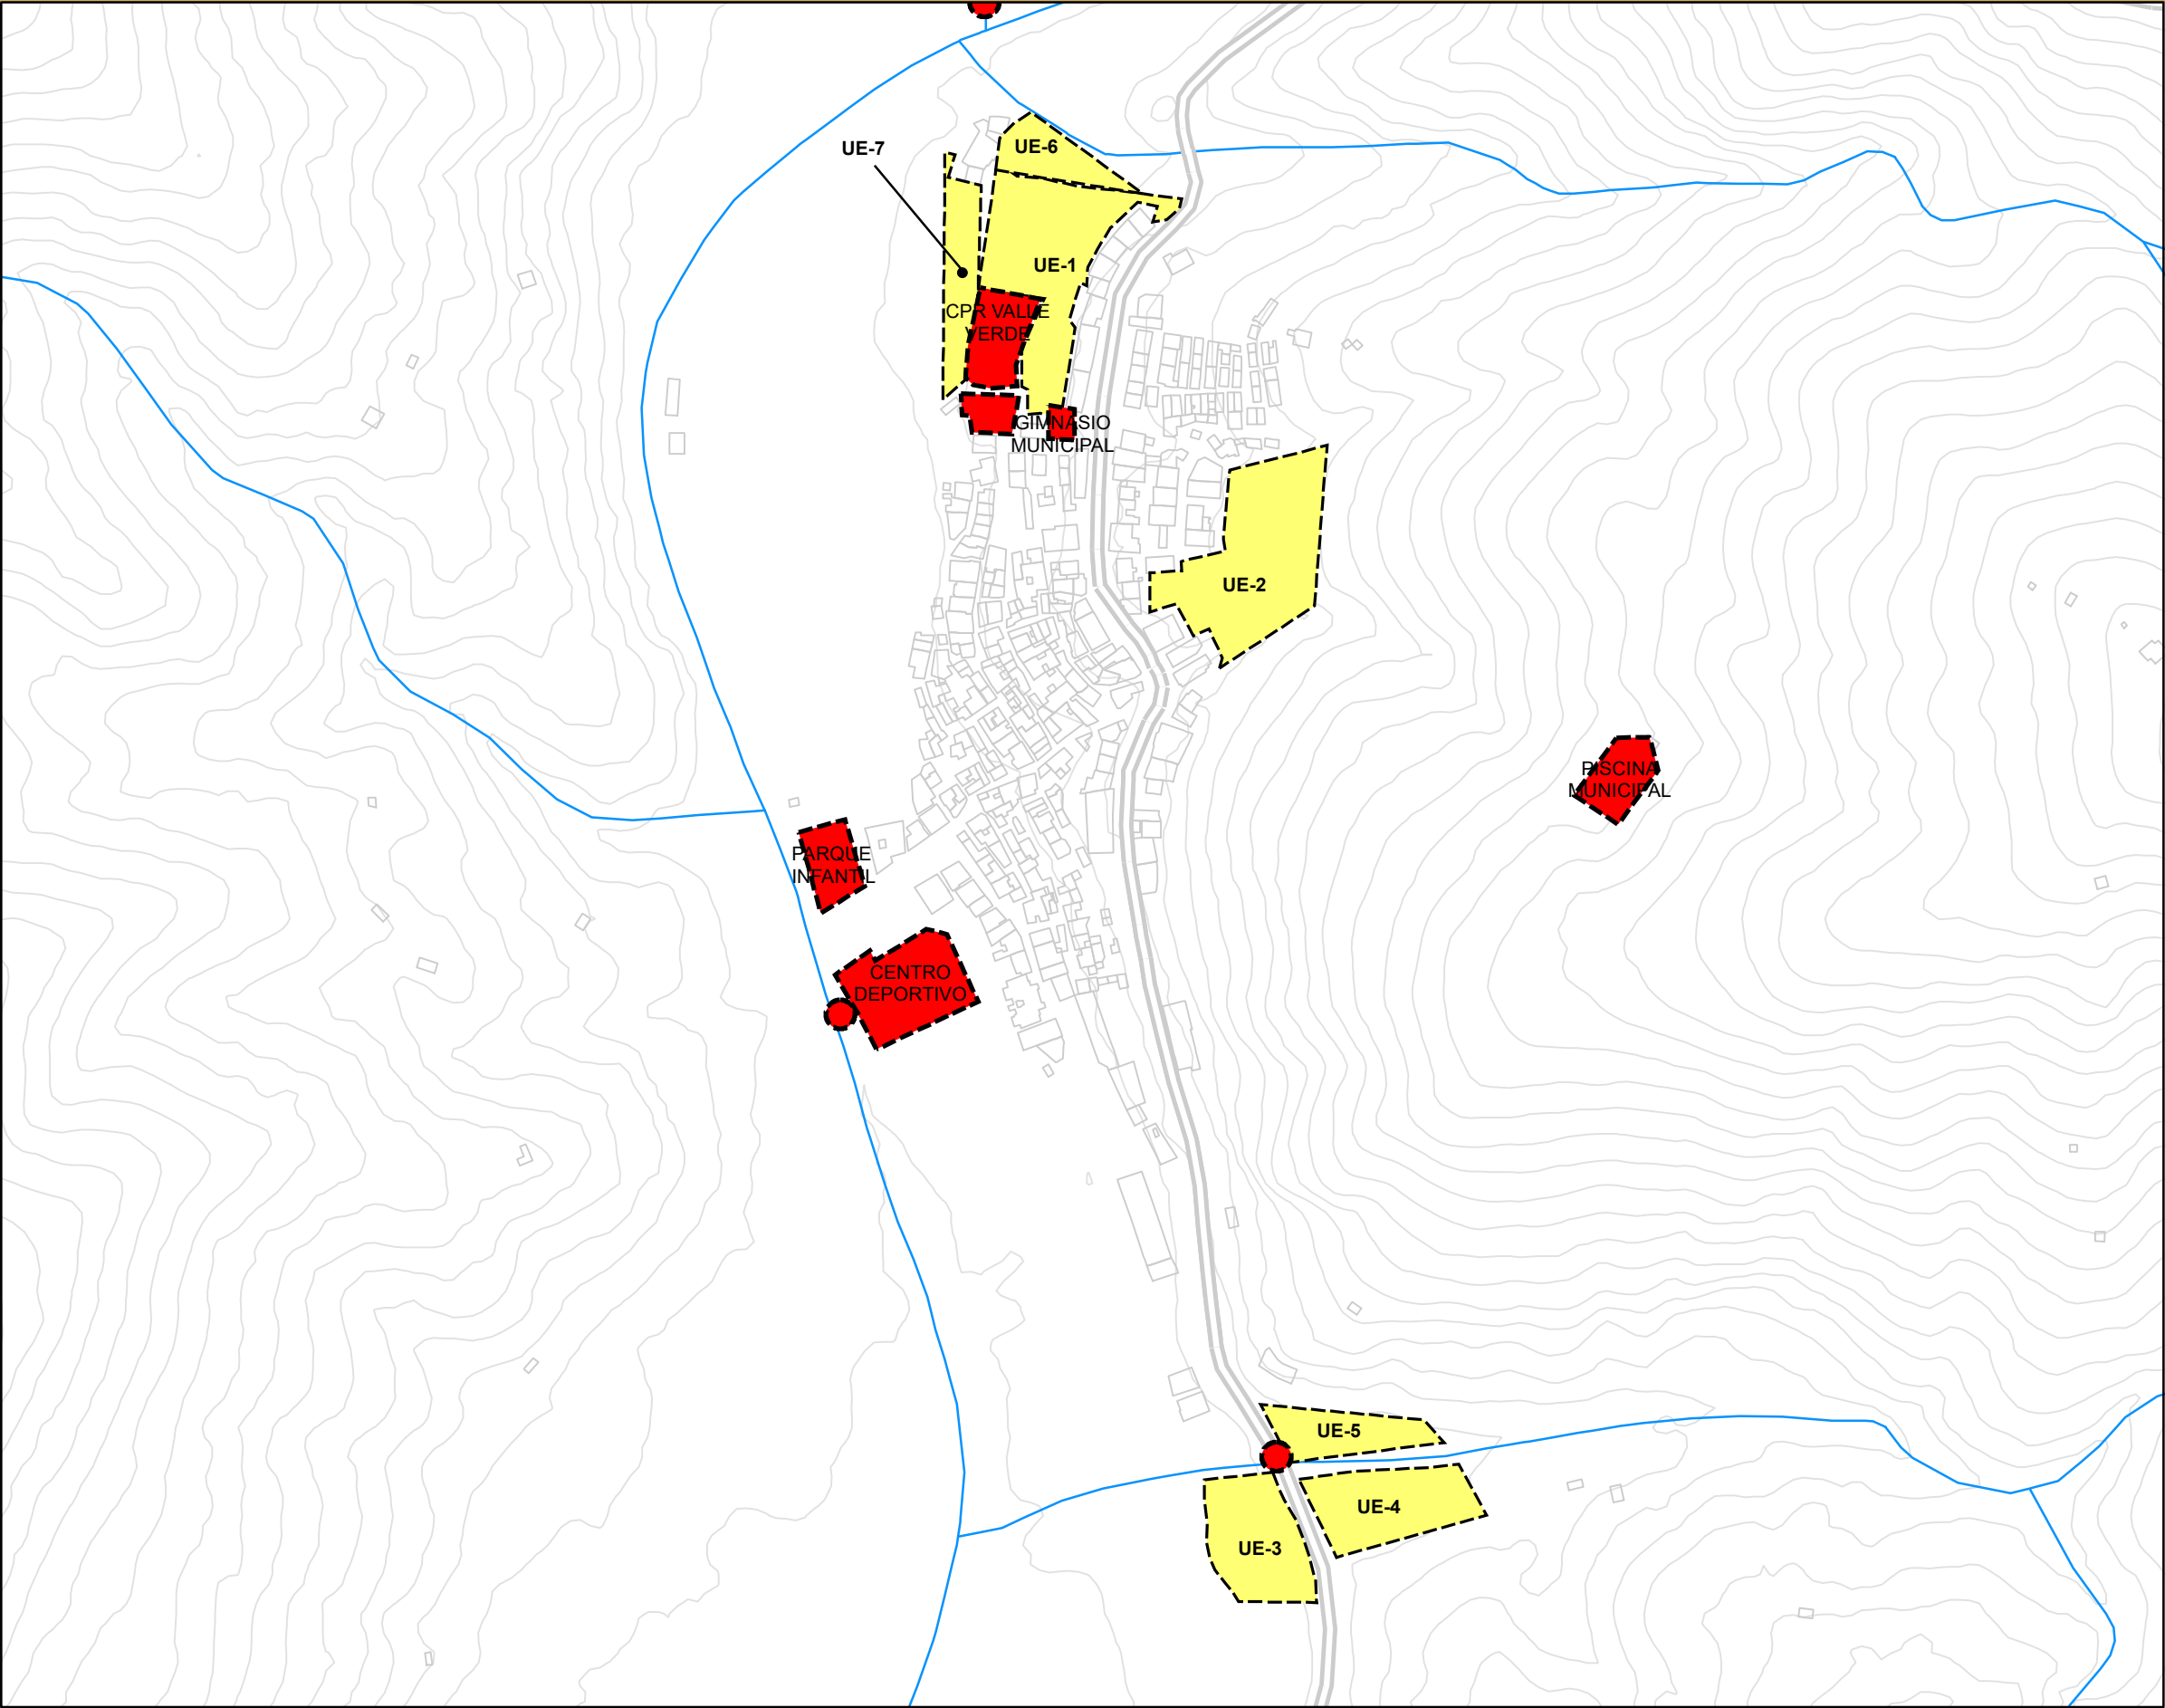 UE-6
UE-7
UE-1
CPR VALLE
VERDE
GIMNASIO
MUNICIPAL
UE-2
PISCINA
MUNICIPAL
PARQUE
INFANTIL
CENTRO
DEPORTIVO
UE-5
UE-4
UE-3